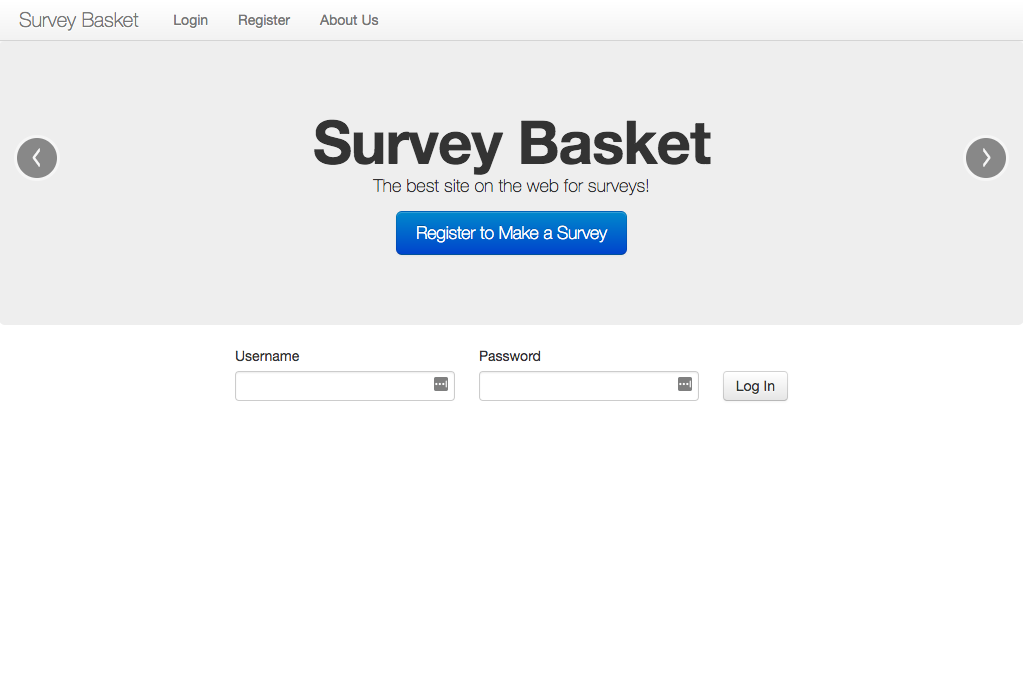 Survey Basket Login Register About Us
Survey Basket
The best site on the web for surveys!
Register to Make a Survey
Username Password
Log In